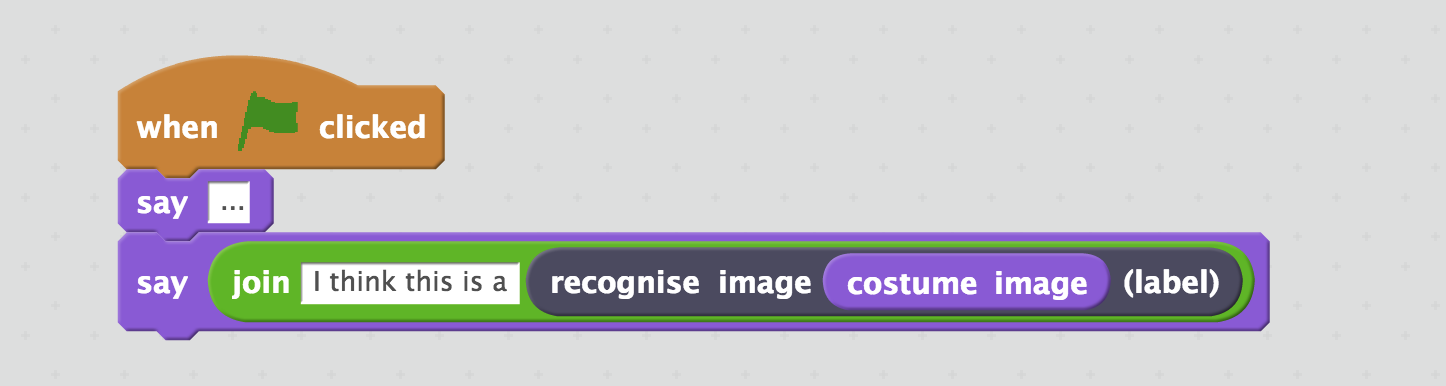 when clicked
say ...
say join I think this is a recognise image costume image (label)